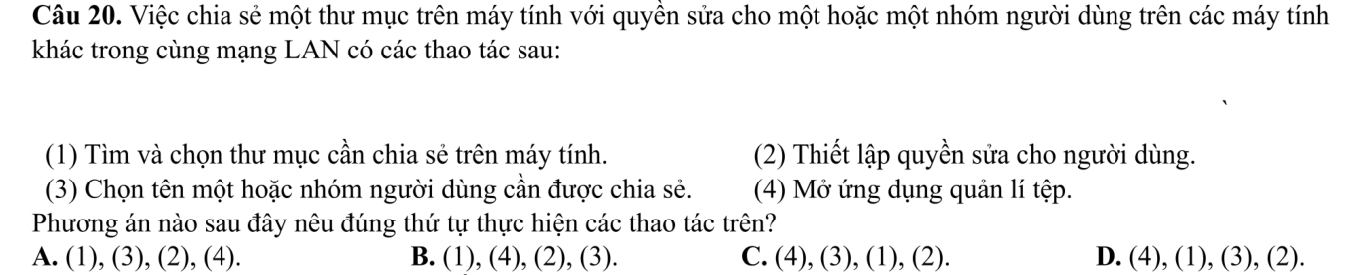 Câu 20. Việc chia sẻ một thư mục trên máy tính với quyền sửa cho một hoặc một nhóm người dùng trên các máy tính
khác trong cùng mạng LAN có các thao tác sau:
(1) Tìm và chọn thư mục cần chia sẻ trên máy tính. (2) Thiết lập quyền sửa cho người dùng.
(3) Chọn tên một hoặc nhóm người dùng cần được chia sẻ. (4) Mở ứng dụng quản lí tệp.
Phương án nào sau đây nêu đúng thứ tự thực hiện các thao tác trên?
A. (1), (3), (2), (4). B. (1), (4), (2), (3). C. (4), (3), (1), (2). D. (4), (1), (3), (2).